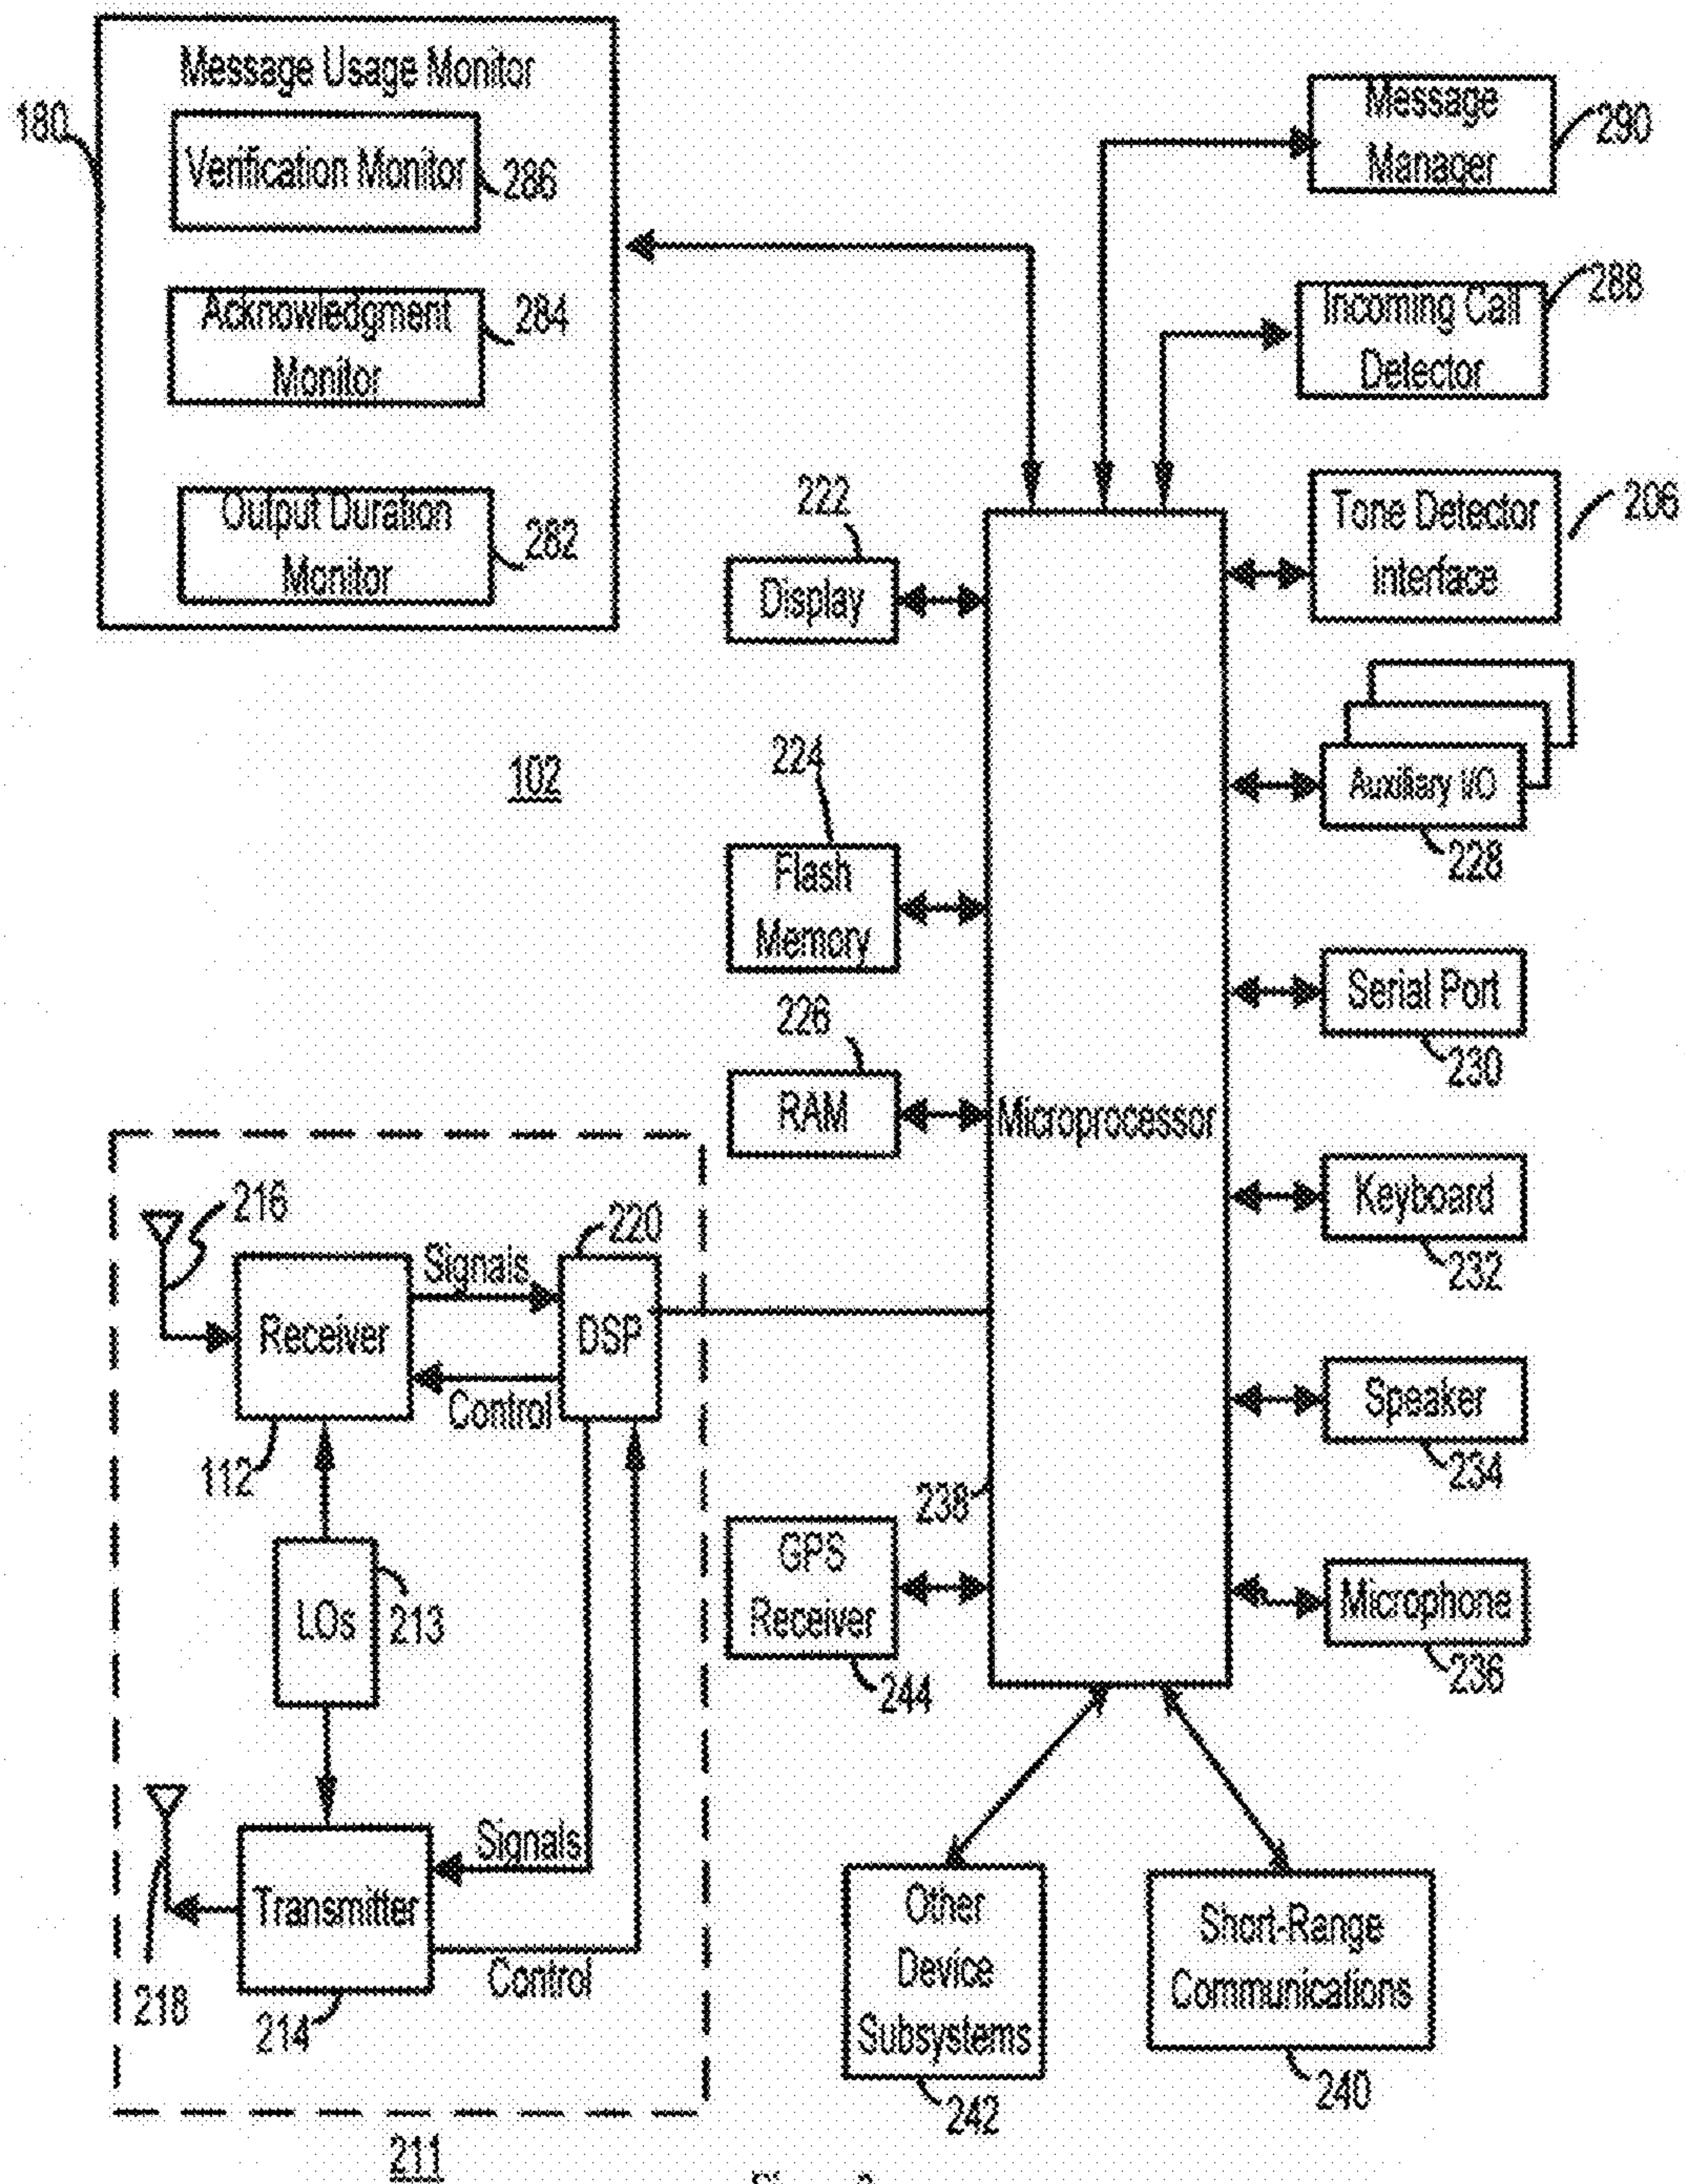 Message Usage Monitor
180
Verification Monitor
286
Acknowledgment
Monitor
284
Output Duration
Monitor
282
Message
Manager
290
Incoming Call
Detector
288
Tone Detector
interface
206
222
Display
Auxiliary I/O
228
102
224
Flash
Memory
Serial Port
230
226
RAM
Microprocessor
238
Keyboard
232
Speaker
234
Microphone
236
216
Receiver
112
Signals
Control
220
DSP
LOs
213
GPS
Receiver
244
218
Transmitter
214
Signals
Control
211
Other
Device
Subsystems
242
Short-Range
Communications
240